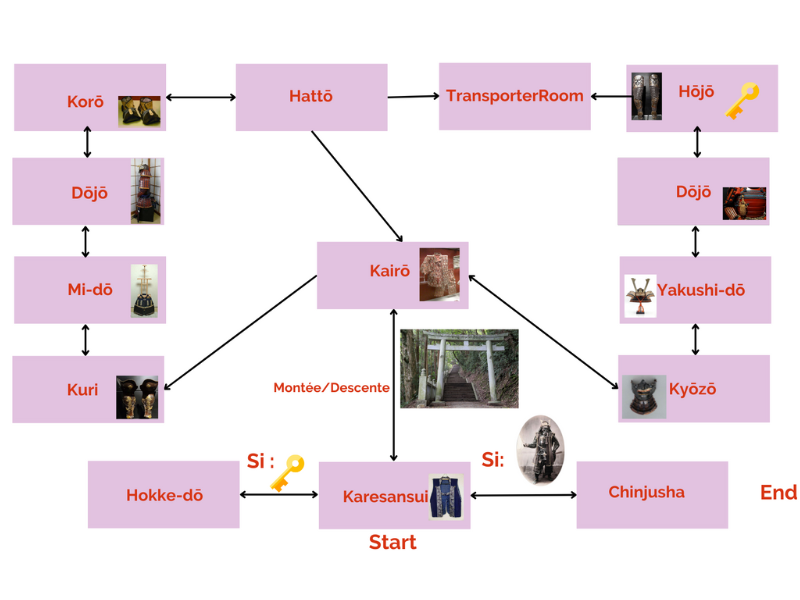 Korō
Hattō
TransporterRoom
Hōjō
Dōjō
Dōjō
Kairō
Mi-dō
Yakushi-dō
Kuri
Montée/Descente
Kyōzō
Si :
Si:
Hokke-dō
Karesansui
Chinjusha
End
Start